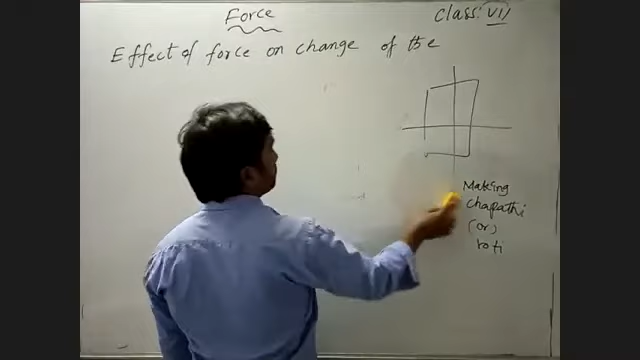 Force
Class: VII
Effect of force on change of the
Making
chapathi
(or)
roti